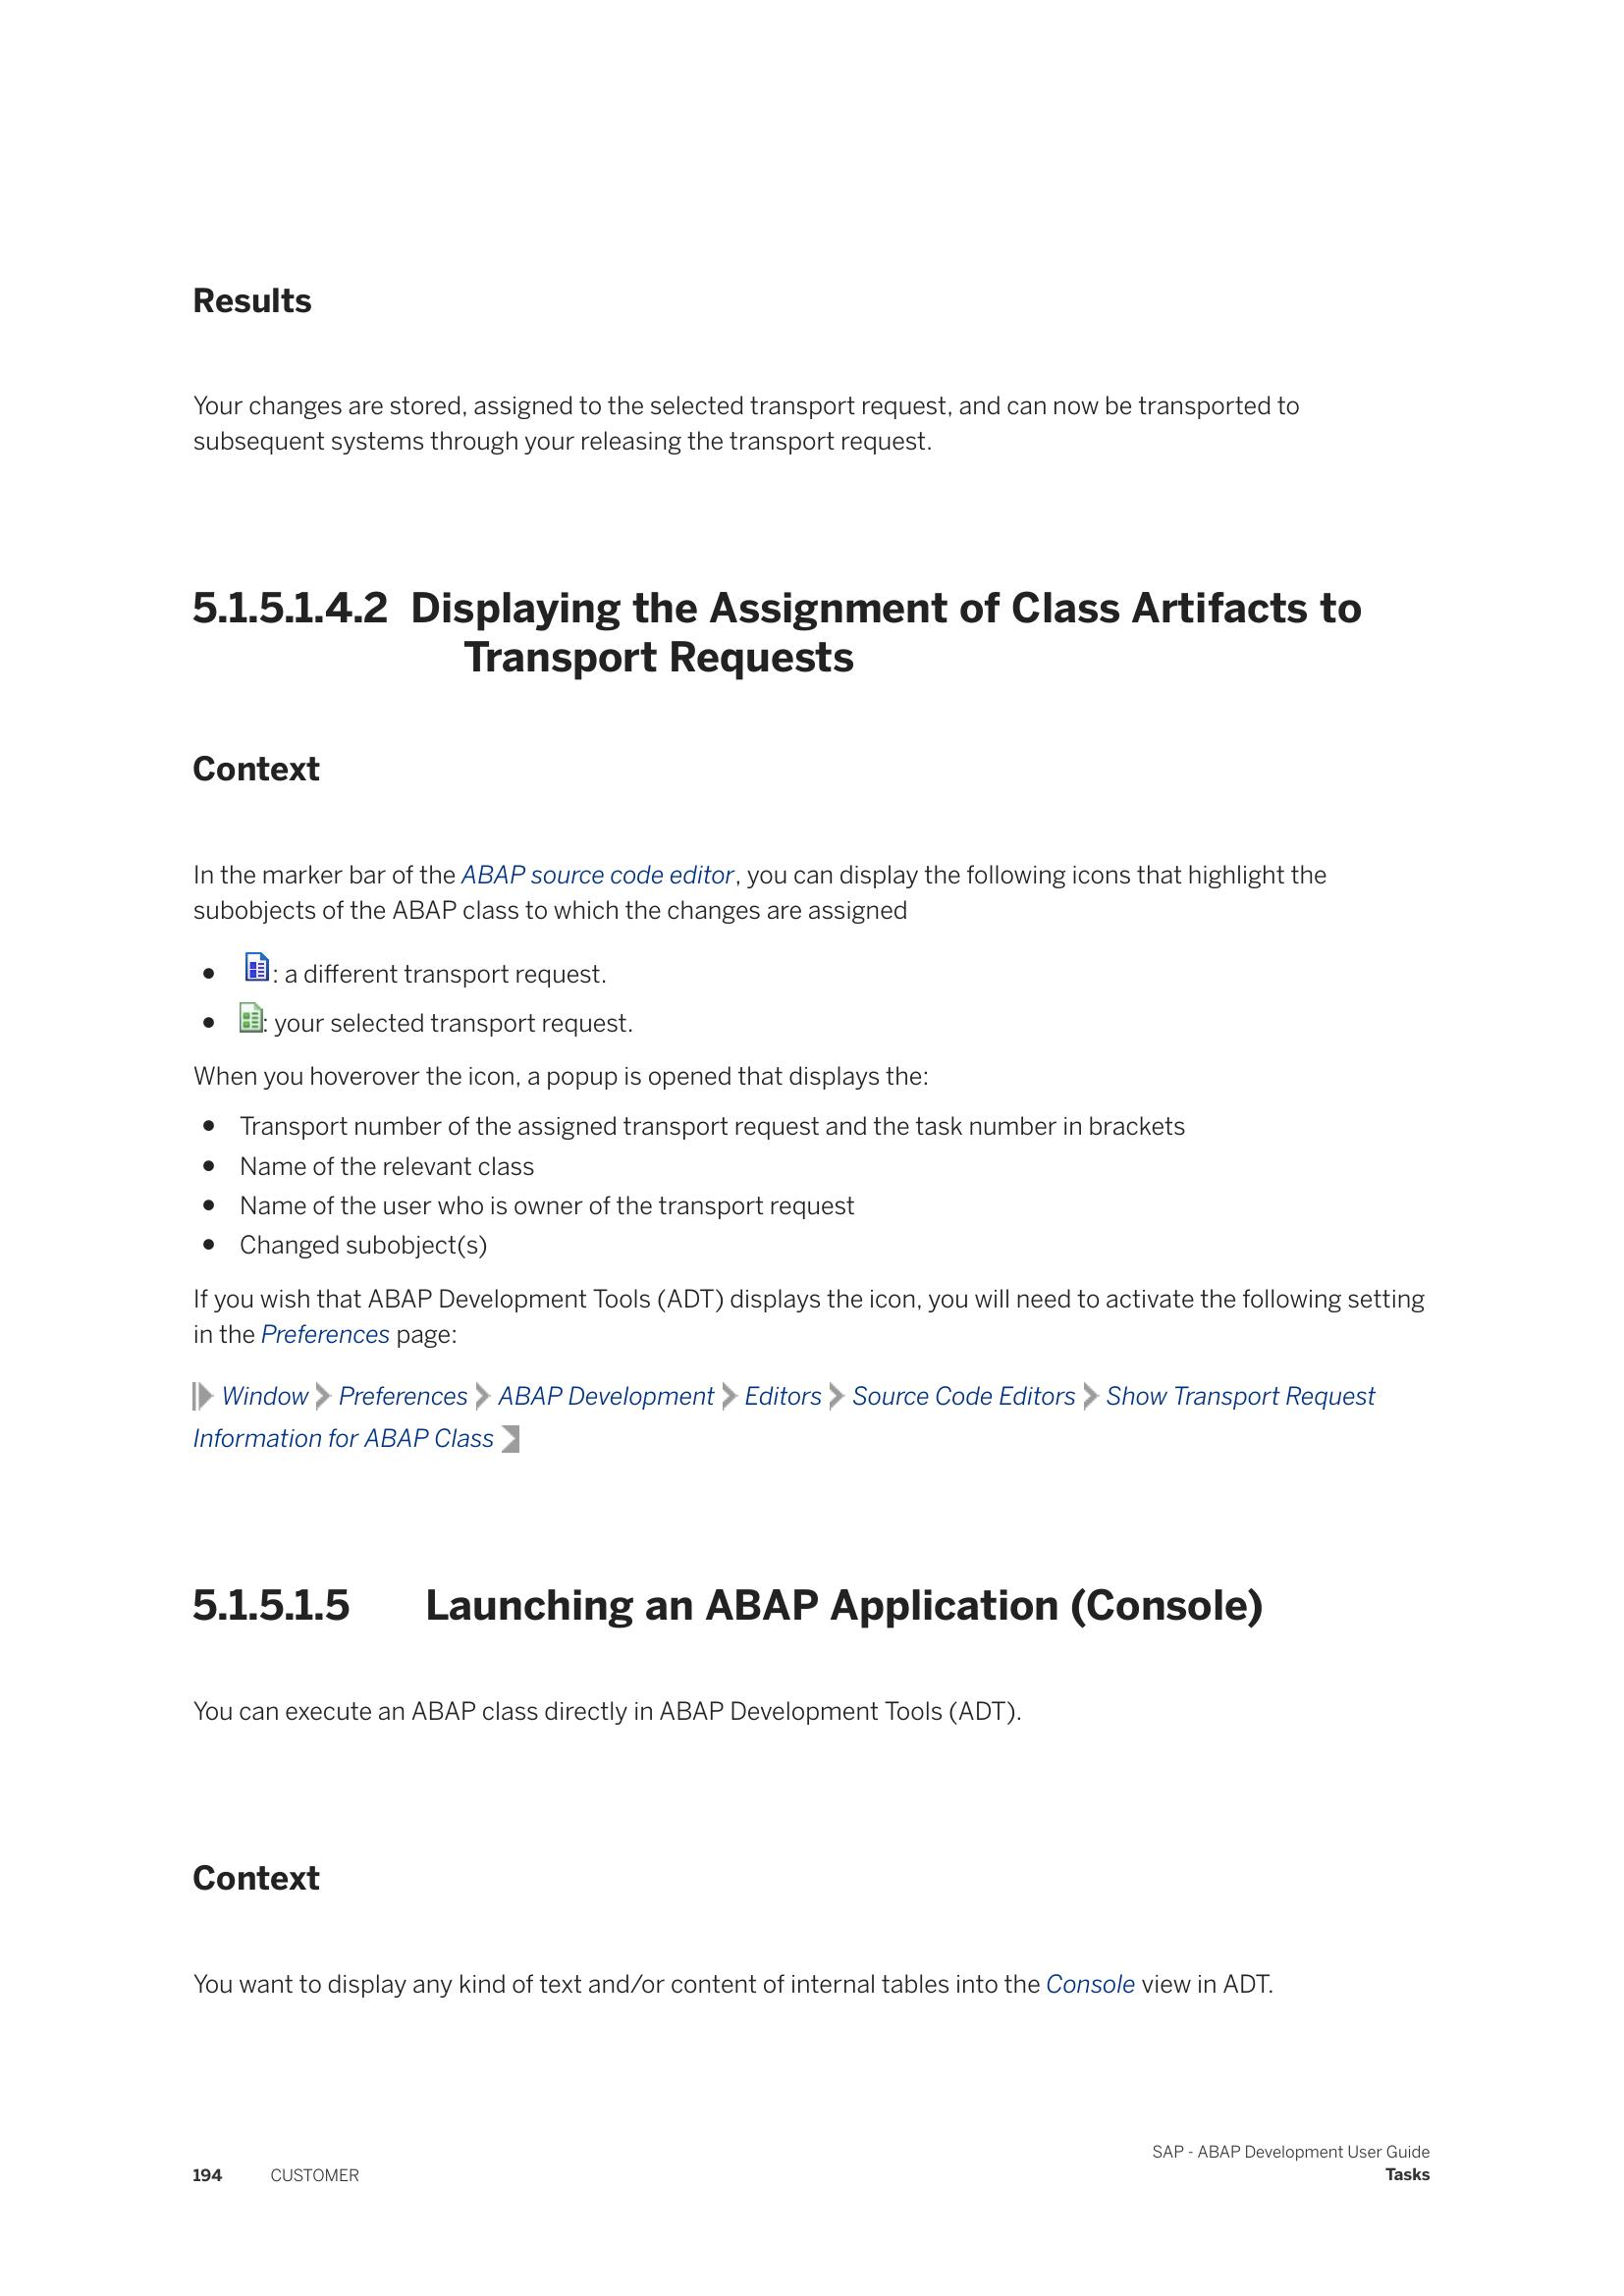 Results
Your changes are stored, assigned to the selected transport request, and can now be transported to
subsequent systems through your releasing the transport request.
5.1.5.1.4.2 Displaying the Assignment of Class Artifacts to
Transport Requests
Context
In the marker bar of the ABAP source code editor, you can display the following icons that highlight the
subobjects of the ABAP class to which the changes are assigned
● : a different transport request.
● : your selected transport request.
When you hoverover the icon, a popup is opened that displays the:
● Transport number of the assigned transport request and the task number in brackets
● Name of the relevant class
● Name of the user who is owner of the transport request
● Changed subobject(s)
If you wish that ABAP Development Tools (ADT) displays the icon, you will need to activate the following setting
in the Preferences page:
Window Preferences ABAP Development Editors Source Code Editors Show Transport Request
Information for ABAP Class
5.1.5.1.5 Launching an ABAP Application (Console)
You can execute an ABAP class directly in ABAP Development Tools (ADT).
Context
You want to display any kind of text and/or content of internal tables into the Console view in ADT.
SAP - ABAP Development User Guide
194 CUSTOMER Tasks